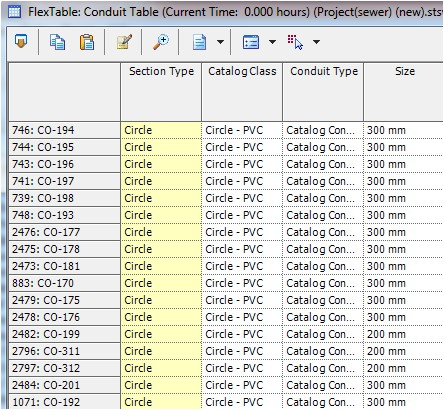 FlexTable: Conduit Table (Current Time: 0.000 hours) (Project(sewer) (new).sts
Section Type Catalog Class Conduit Type Size
746: CO-194 Circle Circle - PVC Catalog Con... 300 mm
744: CO-195 Circle Circle - PVC Catalog Con... 300 mm
743: CO-196 Circle Circle - PVC Catalog Con... 300 mm
741: CO-197 Circle Circle - PVC Catalog Con... 300 mm
739: CO-198 Circle Circle - PVC Catalog Con... 300 mm
748: CO-193 Circle Circle - PVC Catalog Con... 300 mm
2476: CO-177 Circle Circle - PVC Catalog Con... 300 mm
2475: CO-178 Circle Circle - PVC Catalog Con... 300 mm
2473: CO-181 Circle Circle - PVC Catalog Con... 300 mm
883: CO-170 Circle Circle - PVC Catalog Con... 300 mm
2479: CO-175 Circle Circle - PVC Catalog Con... 300 mm
2478: CO-176 Circle Circle - PVC Catalog Con... 300 mm
2482: CO-199 Circle Circle - PVC Catalog Con... 200 mm
2796: CO-311 Circle Circle - PVC Catalog Con... 200 mm
2797: CO-312 Circle Circle - PVC Catalog Con... 200 mm
2484: CO-201 Circle Circle - PVC Catalog Con... 300 mm
1071: CO-192 Circle Circle - PVC Catalog Con... 300 mm